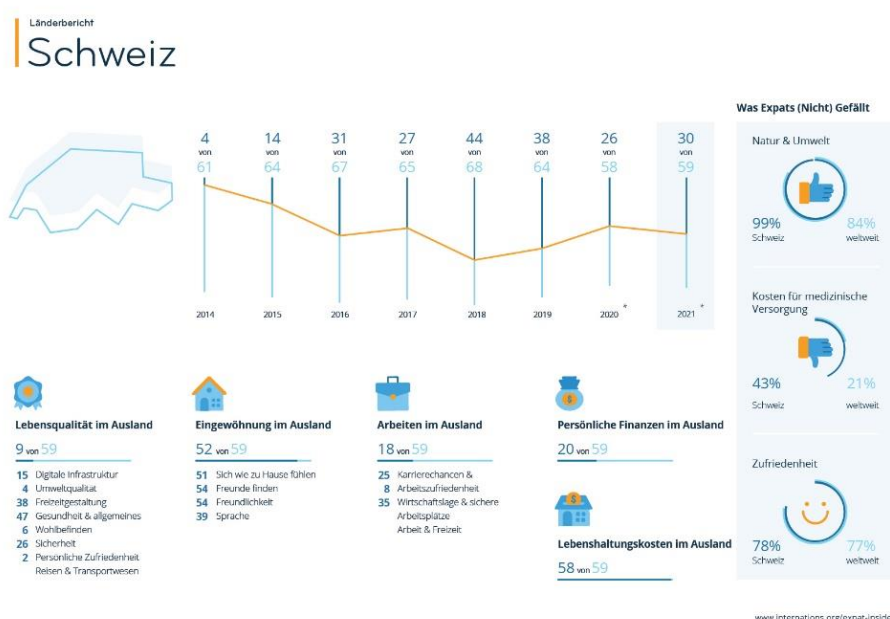 Länderbericht
Schweiz
Was Expats (Nicht) Gefällt
4 14 31 27 44 38 26 30
von von von von von von von von
61 64 67 65 68 64 58 59
2014 2015 2016 2017 2018 2019 2020 * 2021 *
Natur & Umwelt
99% 84%
Schweiz weltweit
Kosten für medizinische
Versorgung
43% 21%
Schweiz weltweit
Zufriedenheit
78% 77%
Schweiz weltweit
Lebensqualität im Ausland
9 von 59
15 Digitale Infrastruktur
4 Umweltqualität
38 Freizeitgestaltung
47 Gesundheit & allgemeines
6 Wohlbefinden
26 Sicherheit
2 Persönliche Zufriedenheit
Reisen & Transportwesen
Eingewöhnung im Ausland
52 von 59
51 Sich wie zu Hause fühlen
54 Freunde finden
54 Freundlichkeit
39 Sprache
Arbeiten im Ausland
18 von 59
25 Karrierechancen &
8 Arbeitszufriedenheit
35 Wirtschaftslage & sichere
Arbeitsplätze
Arbeit & Freizeit
Persönliche Finanzen im Ausland
20 von 59
Lebenshaltungskosten im Ausland
58 von 59
www.internations.org/expat-inside